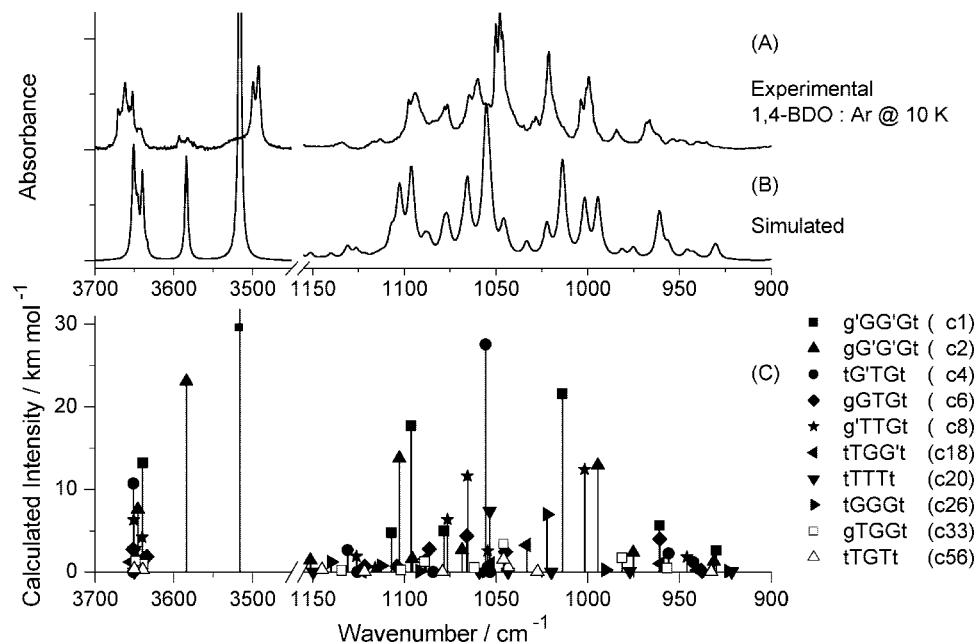 (A)
Experimental
1,4-BDO : Ar @ 10 K
Absorbance
(B)
Simulated
3700 3600 3500 1150 1100 1050 1000 950 900
30
20
10
0
Calculated Intensity / km mol⁻¹
(C)
g'GG'Gt ( c1)
gG'G'Gt ( c2)
tG'TGt ( c4)
gGTGt ( c6)
g'TTGt ( c8)
tTGG't (c18)
tTTTt (c20)
tGGGt (c26)
gTGGt (c33)
tTGTt (c56)
3700 3600 3500 1150 1100 1050 1000 950 900
Wavenumber / cm⁻¹